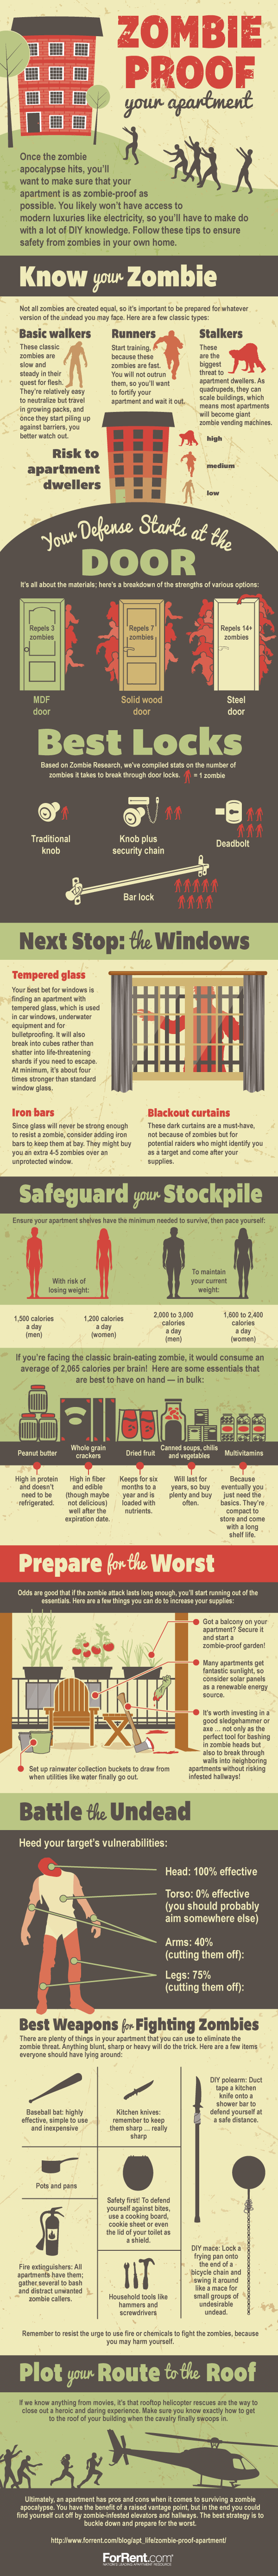 ZOMBIE
PROOF
your apartment
Once the zombie
apocalypse hits, you'll
want to make sure that your
apartment is as zombie-proof as
possible. You likely won't have access to
modern luxuries like electricity, so you'll have to make do
with a lot of DIY knowledge. Follow these tips to ensure
safety from zombies in your own home.
Know your Zombie
Not all zombies are created equal, so it's important to be prepared for whatever
version of the undead you may face. Here are a few classic types:
Basic walkers
These classic
zombies are
slow and
steady in their
quest for flesh.
They're relatively easy
to neutralize but travel
in growing packs, and
once they start piling up
against barriers, you
better watch out.
Runners
Start training,
because these
zombies are fast.
You will not outrun
them, so you'll want
to fortify your
apartment and wait it out.
Stalkers
These
are the
biggest
threat to
apartment dwellers. As
quadrupeds, they can
scale buildings, which
means most apartments
will become giant
zombie vending machines.
Risk to
apartment
dwellers
high
medium
low
Your Defense Starts at the
DOOR
It's all about the materials; here's a breakdown of the strengths of various options:
Repels 3
zombies
Repels 7
zombies
Repels 14+
zombies
MDF
door
Solid wood
door
Steel
door
Best Locks
Based on Zombie Research, we've compiled stats on the number of
zombies it takes to break through door locks. = 1 zombie
Traditional
knob
Knob plus
security chain
Deadbolt
Bar lock
Next Stop: the Windows
Tempered glass
Your best bet for windows is
finding an apartment with
tempered glass, which is used
in car windows, underwater
equipment and for
bulletproofing. It will also
break into cubes rather than
shatter into life-threatening
shards if you need to escape.
At minimum, it's about four
times stronger than standard
window glass.
Iron bars
Since glass will never be strong enough
to resist a zombie, consider adding iron
bars to keep them at bay. They might buy
you an extra 4-5 zombies over an
unprotected window.
Blackout curtains
These dark curtains are a must-have,
not because of zombies but for
potential raiders who might identify you
as a target and come after your
supplies.
Safeguard your Stockpile
Ensure your apartment shelves have the minimum needed to survive, then pace yourself:
With risk of
losing weight:
To maintain
your current
weight:
1,500 calories
a day
(men)
1,200 calories
a day
(women)
2,000 to 3,000
calories
a day
(men)
1,600 to 2,400
calories
a day
(women)
If you're facing the classic brain-eating zombie, it would consume an
average of 2,065 calories per brain! Here are some essentials that
are best to have on hand — in bulk:
Peanut butter
Whole grain
crackers
Dried fruit
Canned soups, chilis
and vegetables
Multivitamins
High in protein
and doesn't
need to be
refrigerated.
High in fiber
and edible
(though maybe
not delicious)
well after the
expiration date.
Keeps for six
months to a
year and is
loaded with
nutrients.
Will last for
years, so buy
plenty and buy
often.
Because
eventually you
just need the
basics. They're
compact to
store and come
with a long
shelf life.
Prepare for the Worst
Odds are good that if the zombie attack lasts long enough, you'll start running out of the
essentials. Here are a few things you can do to increase your supplies:
Got a balcony on your
apartment? Secure it
and start a
zombie-proof garden!
Many apartments get
fantastic sunlight, so
consider solar panels
as a renewable energy
source.
It's worth investing in a
good sledgehammer or
axe ... not only as the
perfect tool for bashing
in zombie heads but
also to break through
walls into neighboring
apartments without risking
infested hallways!
Set up rainwater collection buckets to draw from
when utilities like water finally go out.
Battle the Undead
Heed your target's vulnerabilities:
Head: 100% effective
Torso: 0% effective
(you should probably
aim somewhere else)
Arms: 40%
(cutting them off):
Legs: 75%
(cutting them off):
Best Weapons for Fighting Zombies
There are plenty of things in your apartment that you can use to eliminate the
zombie threat. Anything blunt, sharp or heavy will do the trick. Here are a few items
everyone should have lying around:
Baseball bat: highly
effective, simple to use
and inexpensive
Kitchen knives:
remember to keep
them sharp ... really
sharp
DIY polearm: Duct
tape a kitchen
knife onto a
shower bar to
defend yourself at
a safe distance.
Pots and pans
Safety first! To defend
yourself against bites,
use a cooking board,
cookie sheet or even
the lid of your toilet as
a shield.
Fire extinguishers: All
apartments have them;
gather several to bash
and distract unwanted
zombie callers.
Household tools like
hammers and
screwdrivers
DIY mace: Lock a
frying pan onto
the end of a
bicycle chain and
swing it around
like a mace for
small groups of
undesirable
undead.
Remember to resist the urge to use fire or chemicals to fight the zombies, because
you may harm yourself.
Plot your Route to the Roof
If we know anything from movies, it's that rooftop helicopter rescues are the way to
close out a heroic and daring experience. Make sure you know exactly how to get
to the roof of your building when the cavalry finally swoops in.
Ultimately, an apartment has pros and cons when it comes to surviving a zombie
apocalypse. You have the benefit of a raised vantage point, but in the end you could
find yourself cut off by zombie-infested elevators and hallways. The best strategy is to
buckle down and prepare for the worst.
http://www.forrent.com/blog/apt_life/zombie-proof-apartment/
ForRent.com
NATION'S LEADING APARTMENT RESOURCE